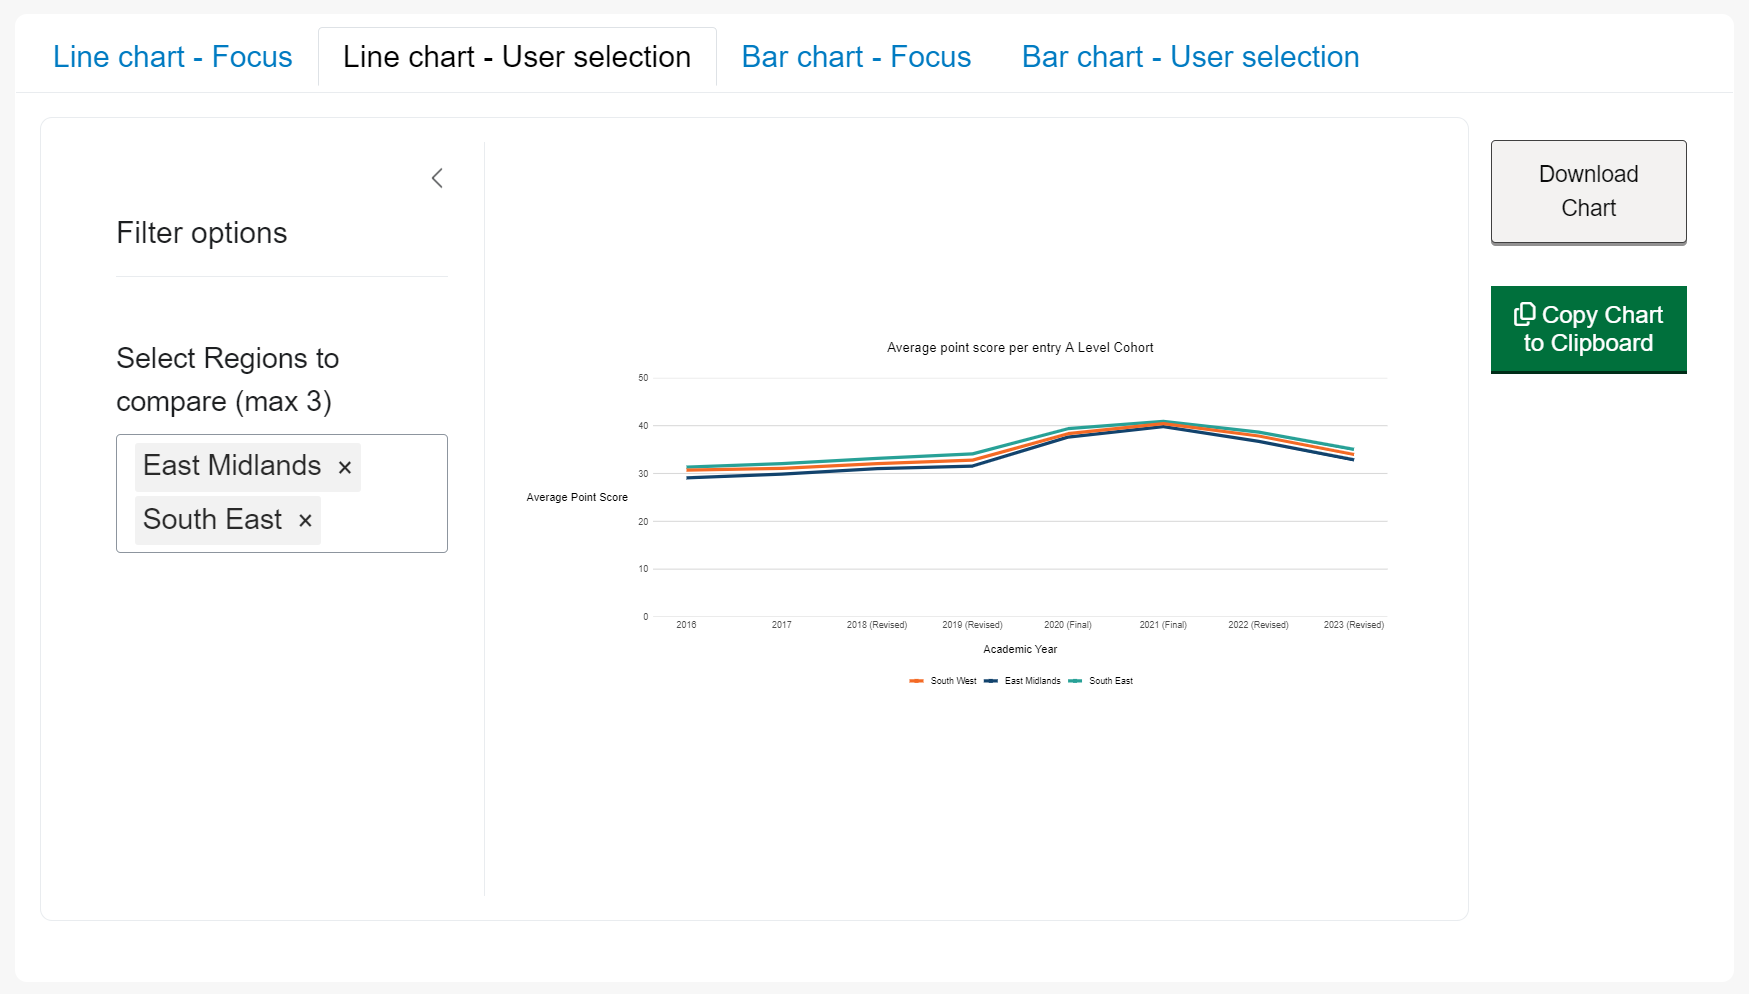 Line chart - Focus
Line chart - User selection
Bar chart - Focus
Bar chart - User selection
Filter options
Select Regions to
compare (max 3)
East Midlands ×
South East ×
Average point score per entry A Level Cohort
50
40
30
20
10
0
Average Point Score
2016
2017
2018 (Revised)
2019 (Revised)
2020 (Final)
2021 (Final)
2022 (Revised)
2023 (Revised)
Academic Year
South West
East Midlands
South East
Download
Chart
Copy Chart
to Clipboard